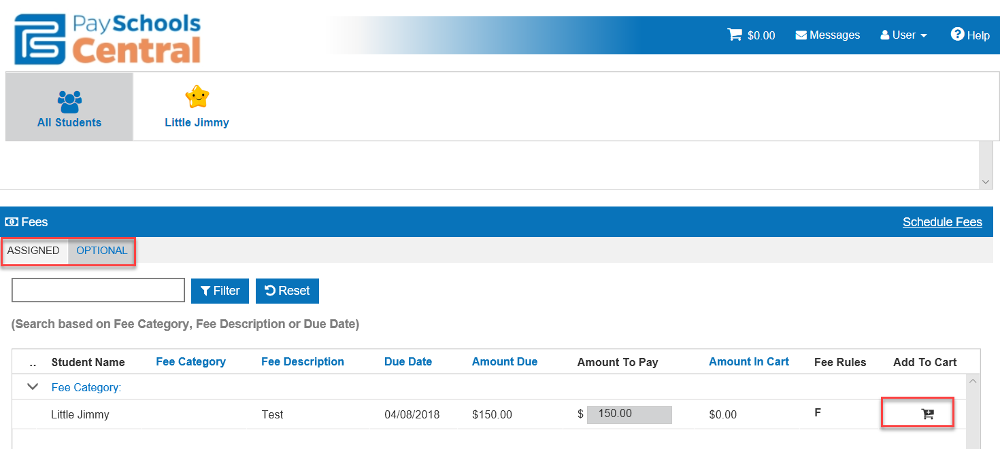 PaySchools
Central
$0.00 Messages User Help
All Students Little Jimmy
Fees Schedule Fees
ASSIGNED OPTIONAL
Filter Reset
(Search based on Fee Category, Fee Description or Due Date)
.. Student Name Fee Category Fee Description Due Date Amount Due Amount To Pay Amount In Cart Fee Rules Add To Cart
Fee Category:
Little Jimmy Test 04/08/2018 $150.00 $ 150.00 $0.00 F